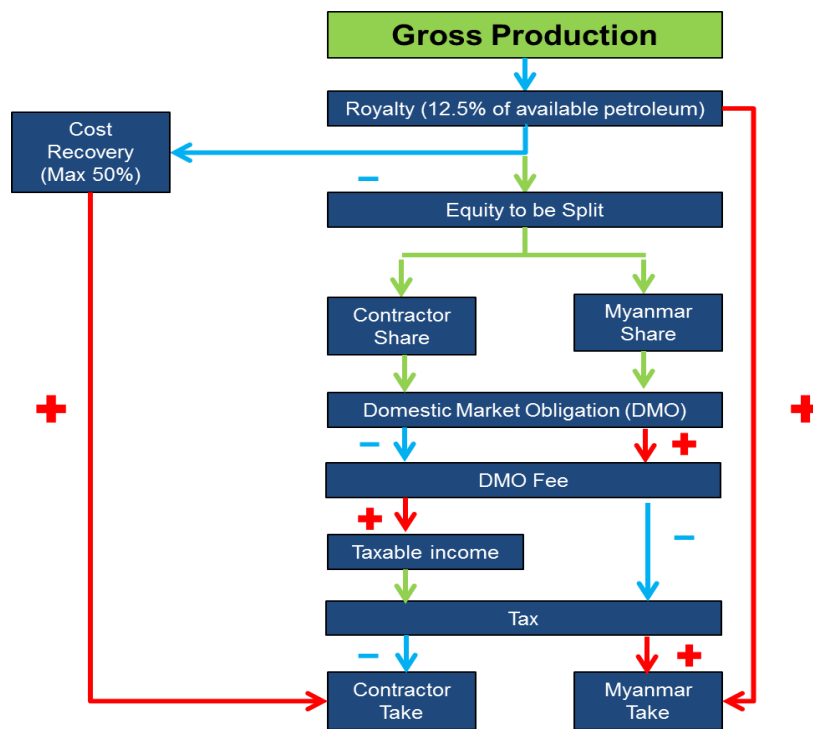 Gross Production
Royalty (12.5% of available petroleum)
Cost
Recovery
(Max 50%)
–
Equity to be Split
Contractor
Share
Myanmar
Share
+
+
Domestic Market Obligation (DMO)
–
+
DMO Fee
+
–
Taxable income
Tax
–
+
Contractor
Take
Myanmar
Take